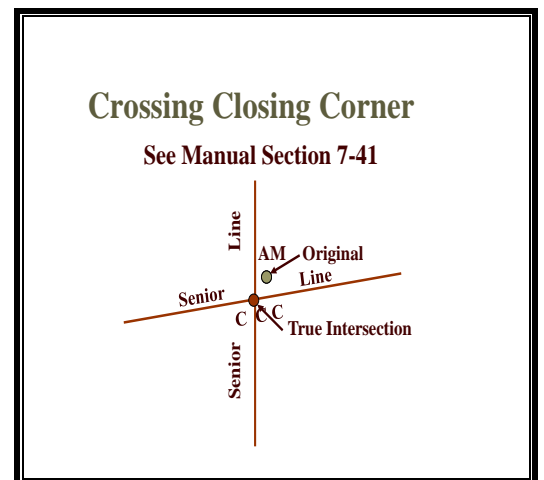 Crossing Closing Corner
See Manual Section 7-41
Line
AM Original
Senior Line
C C C
True Intersection
Senior